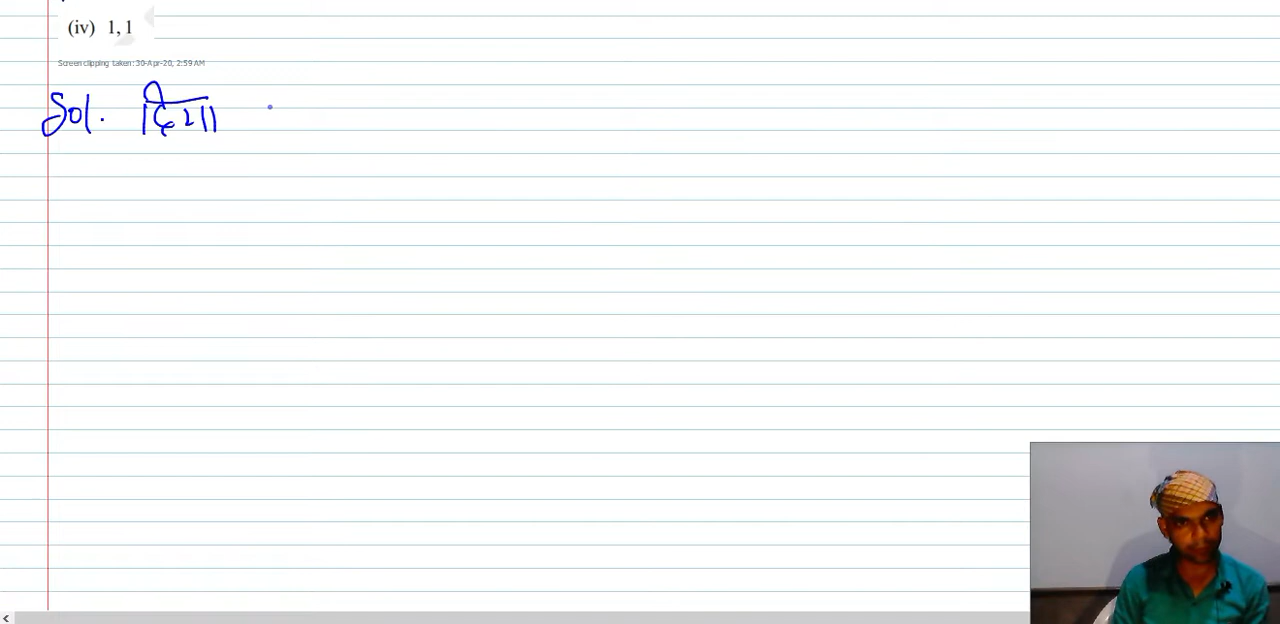 (iv) 1, 1
Screen clipping taken: 30-Apr-20, 2:59 AM
Sol. दिया